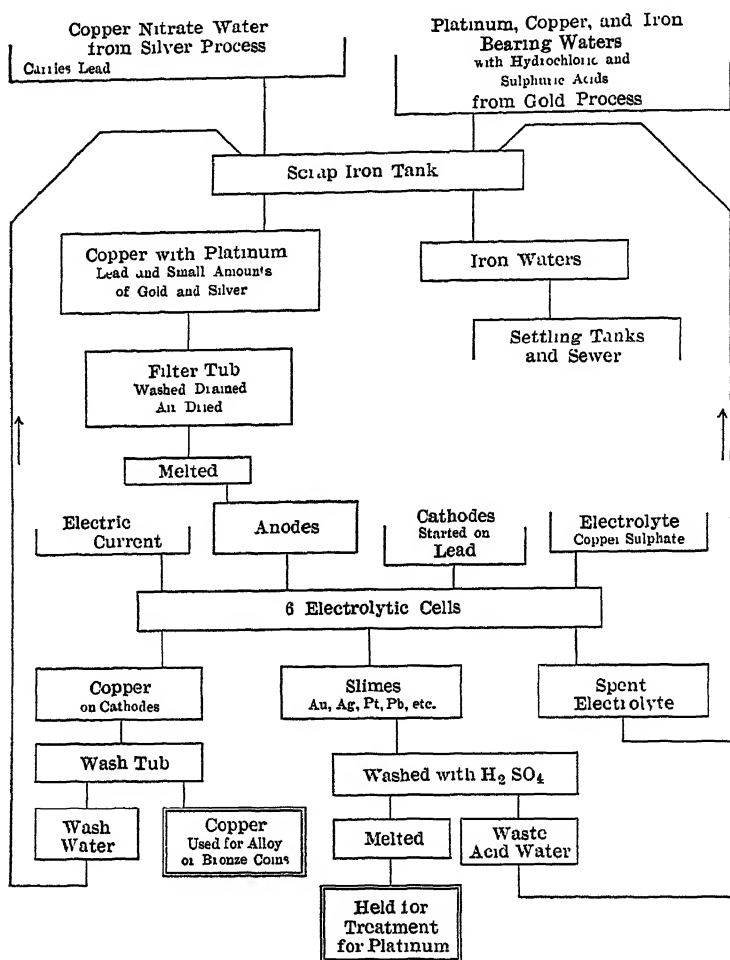 Copper Nitrate Water
from Silver Process
Carries Lead
Platinum, Copper, and Iron
Bearing Waters
with Hydrochloric and
Sulphuric Acids
from Gold Process
Scrap Iron Tank
Copper with Platinum
Lead and Small Amounts
of Gold and Silver
Iron Waters
Settling Tanks
and Sewer
Filter Tub
Washed Drained
Air Dried
Melted
Electric
Current
Anodes
Cathodes
Started on
Lead
Electrolyte
Copper Sulphate
6 Electrolytic Cells
Copper
on Cathodes
Slimes
Au, Ag, Pt, Pb, etc.
Spent
Electrolyte
Wash Tub
Washed with H₂ SO₄
Wash
Water
Copper
Used for Alloy
or Bronze Coins
Melted
Waste
Acid Water
Held for
Treatment
for Platinum